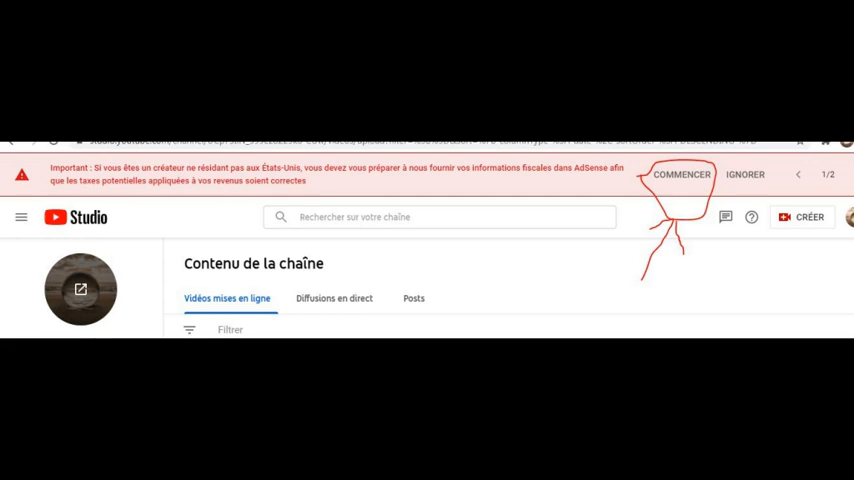 Important : Si vous êtes un créateur ne résidant pas aux États-Unis, vous devez vous préparer à nous fournir vos informations fiscales dans AdSense afin
que les taxes potentielles appliquées à vos revenus soient correctes
COMMENCER IGNORER 1/2
Studio
Rechercher sur votre chaîne
CRÉER
Contenu de la chaîne
Vidéos mises en ligne Diffusions en direct Posts
Filtrer